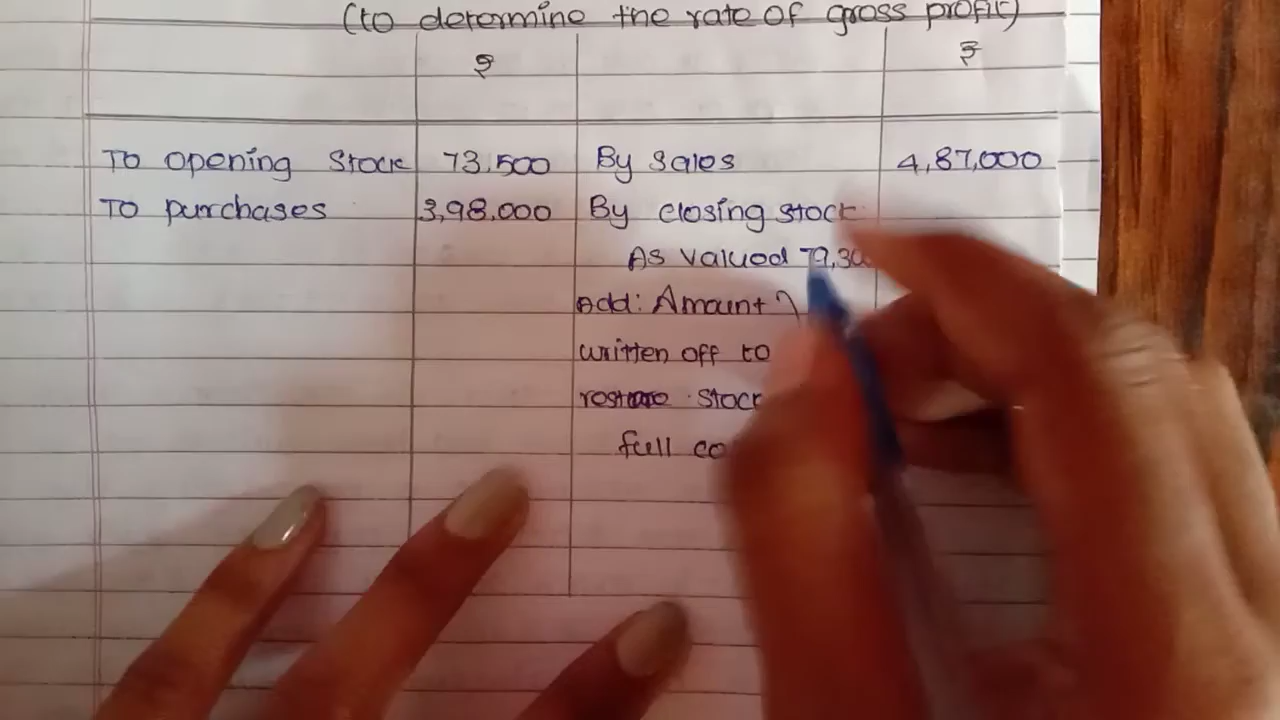 (to determine the rate of gross profit)
₹ ₹
To opening Stock 73,500 By sales 4,87,000
To purchases 3,98,000 By closing stock
As valued
Add: Amount
written off to
restore stock
full